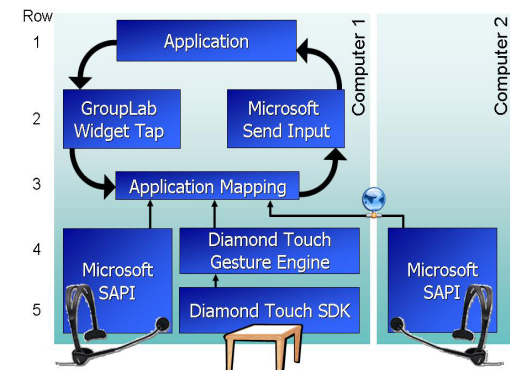 Row
1
Application
Computer 1
Computer 2
2
GroupLab
Widget Tap
Microsoft
Send Input
3
Application Mapping
4
Diamond Touch
Gesture Engine
Microsoft
SAPI
Microsoft
SAPI
5
Diamond Touch SDK